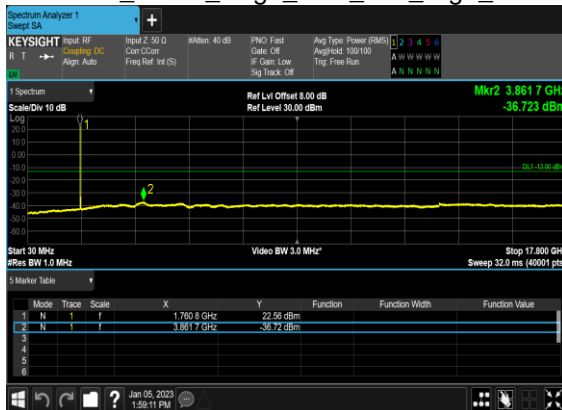 Spectrum Analyzer 1
Swept SA
KEYSIGHT Input: RF Input Z: 50 Ω #Atten: 40 dB PNO: Fast Avg Type: Power (RMS) 1 2 3 4 5 6
R T Coupling: DC Corr CCorr Gate: Off Avg|Hold: 100/100 A W W W W W
Align: Auto Freq Ref: Int (S) IF Gain: Low Trig: Free Run
LXI Sig Track: Off A N N N N N
1 Spectrum Ref Lvl Offset 8.00 dB Mkr2 3.861 7 GHz
Scale/Div 10 dB Ref Level 30.00 dBm -36.723 dBm
Log
20.0 1
10.0
0.00
-10.0 DL1 -13.00 dBm
-20.0
-30.0 2
-40.0
-50.0
-60.0
Start 30 MHz Video BW 3.0 MHz* Stop 17.800 GHz
#Res BW 1.0 MHz Sweep 32.0 ms (40001 pts)
5 Marker Table
Mode Trace Scale X Y Function Function Width Function Value
1 N 1 f 1.760 8 GHz 22.56 dBm
2 N 1 f 3.861 7 GHz -36.72 dBm
3
4
5
6
? Jan 05, 2023
1:59:11 PM